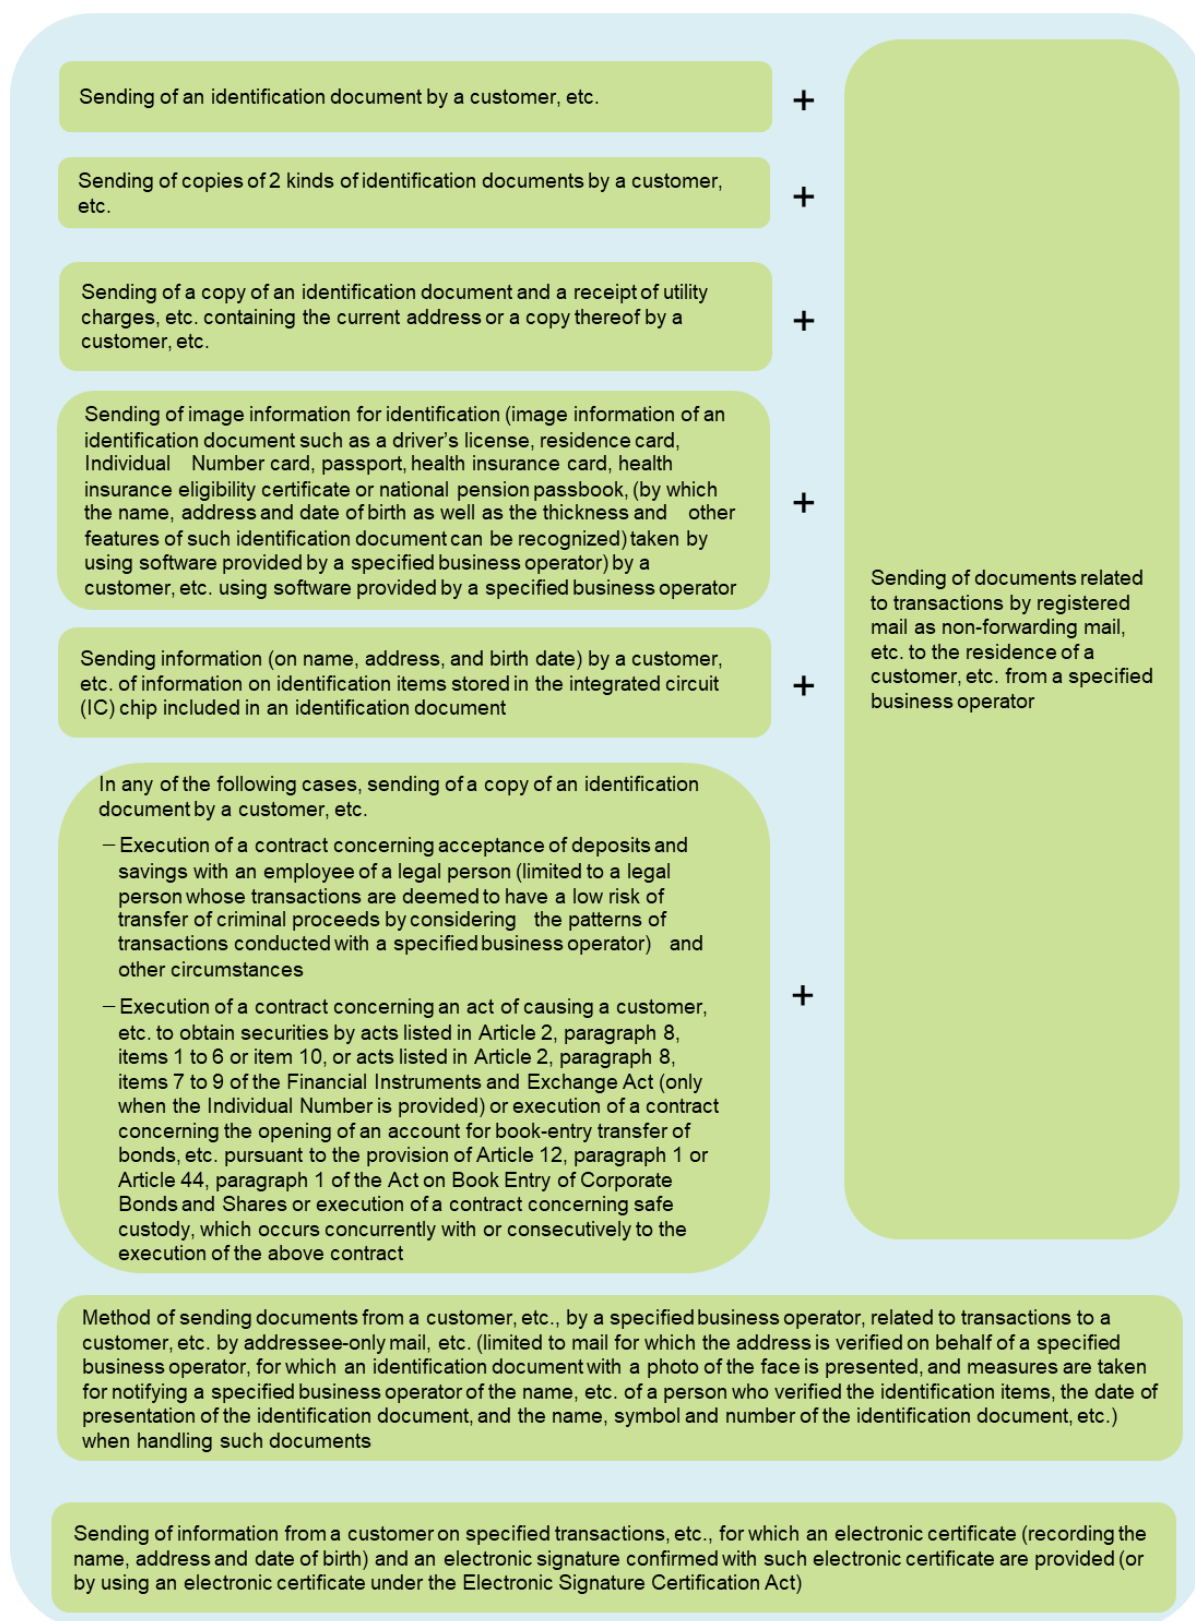 Sending of an identification document by a customer, etc.
+
Sending of copies of 2 kinds of identification documents by a customer,
etc.
+
Sending of a copy of an identification document and a receipt of utility
charges, etc. containing the current address or a copy thereof by a
customer, etc.
+
Sending of image information for identification (image information of an
identification document such as a driver's license, residence card,
Individual Number card, passport, health insurance card, health
insurance eligibility certificate or national pension passbook, (by which
the name, address and date of birth as well as the thickness and other
features of such identification document can be recognized) taken by
using software provided by a specified business operator) by a
customer, etc. using software provided by a specified business operator
+
Sending information (on name, address, and birth date) by a customer,
etc. of information on identification items stored in the integrated circuit
(IC) chip included in an identification document
+
In any of the following cases, sending of a copy of an identification
document by a customer, etc.
– Execution of a contract concerning acceptance of deposits and
savings with an employee of a legal person (limited to a legal
person whose transactions are deemed to have a low risk of
transfer of criminal proceeds by considering the patterns of
transactions conducted with a specified business operator) and
other circumstances
– Execution of a contract concerning an act of causing a customer,
etc. to obtain securities by acts listed in Article 2, paragraph 8,
items 1 to 6 or item 10, or acts listed in Article 2, paragraph 8,
items 7 to 9 of the Financial Instruments and Exchange Act (only
when the Individual Number is provided) or execution of a contract
concerning the opening of an account for book-entry transfer of
bonds, etc. pursuant to the provision of Article 12, paragraph 1 or
Article 44, paragraph 1 of the Act on Book Entry of Corporate
Bonds and Shares or execution of a contract concerning safe
custody, which occurs concurrently with or consecutively to the
execution of the above contract
+
Sending of documents related
to transactions by registered
mail as non-forwarding mail,
etc. to the residence of a
customer, etc. from a specified
business operator
Method of sending documents from a customer, etc., by a specified business operator, related to transactions to a
customer, etc. by addressee-only mail, etc. (limited to mail for which the address is verified on behalf of a specified
business operator, for which an identification document with a photo of the face is presented, and measures are taken
for notifying a specified business operator of the name, etc. of a person who verified the identification items, the date of
presentation of the identification document, and the name, symbol and number of the identification document, etc.)
when handling such documents
Sending of information from a customer on specified transactions, etc., for which an electronic certificate (recording the
name, address and date of birth) and an electronic signature confirmed with such electronic certificate are provided (or
by using an electronic certificate under the Electronic Signature Certification Act)